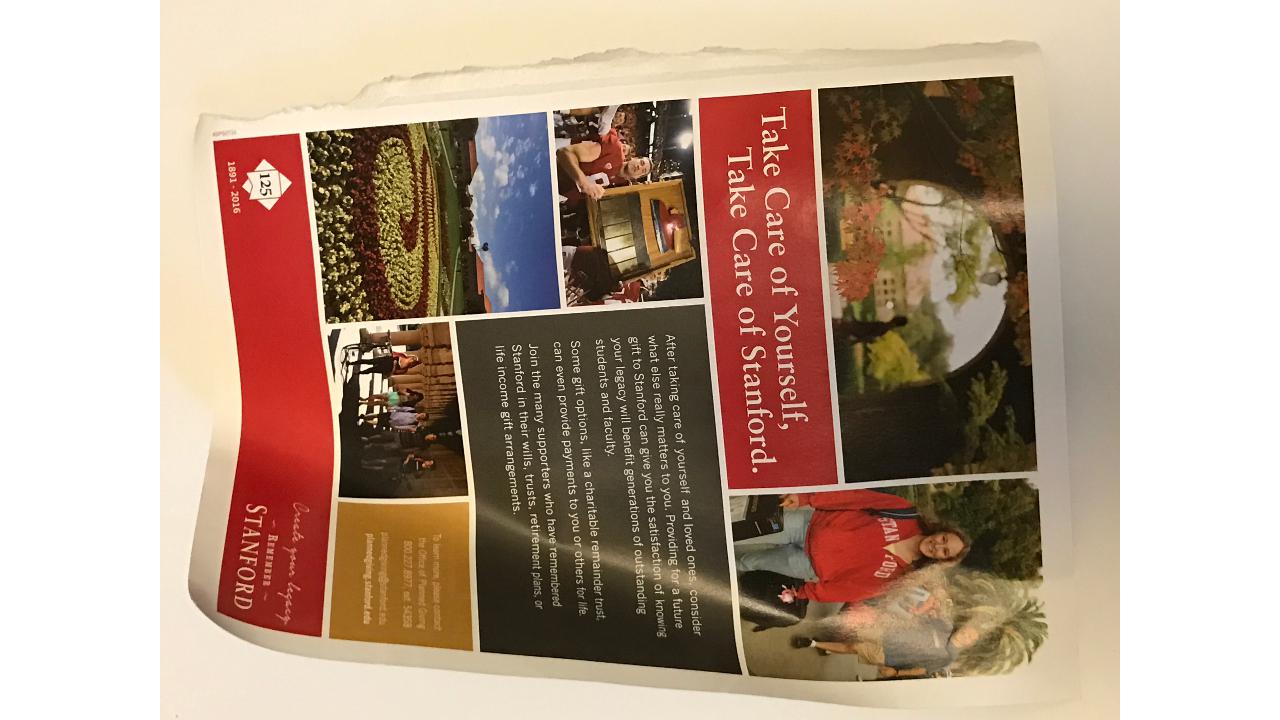 Take Care of Yourself,
Take Care of Stanford.
STANFORD
After taking care of yourself and loved ones, consider
what else really matters to you. Providing for a future
gift to Stanford can give you the satisfaction of knowing
your legacy will benefit generations of outstanding
students and faculty.
Some gift options, like a charitable remainder trust,
can even provide payments to you or others for life.
Join the many supporters who have remembered
Stanford in their wills, trusts, retirement plans, or
life income gift arrangements.
To learn more, please contact
the Office of Planned Giving
800.227.8977, ext. 54358
plannedgiving@stanford.edu
plannedgiving.stanford.edu
125
1891 - 2016
Create your legacy.
~ REMEMBER ~
STANFORD